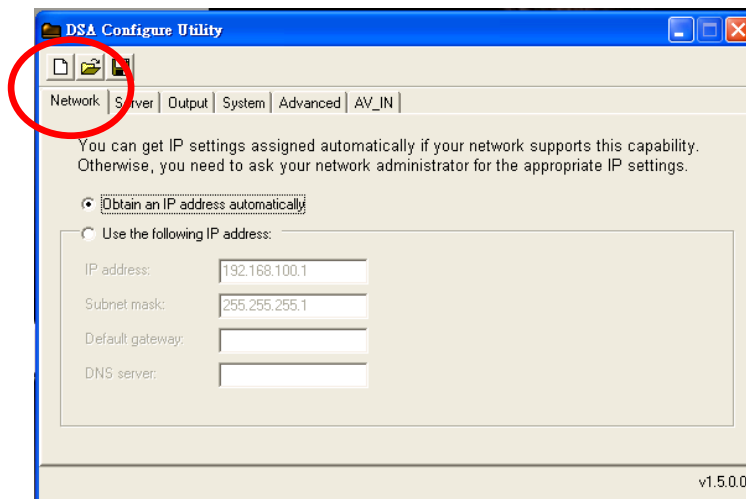 DSA Configure Utility
Network Server Output System Advanced AV_IN
You can get IP settings assigned automatically if your network supports this capability.
Otherwise, you need to ask your network administrator for the appropriate IP settings.
Obtain an IP address automatically
Use the following IP address:
IP address: 192.168.100.1
Subnet mask: 255.255.255.1
Default gateway:
DNS server:
v1.5.0.0